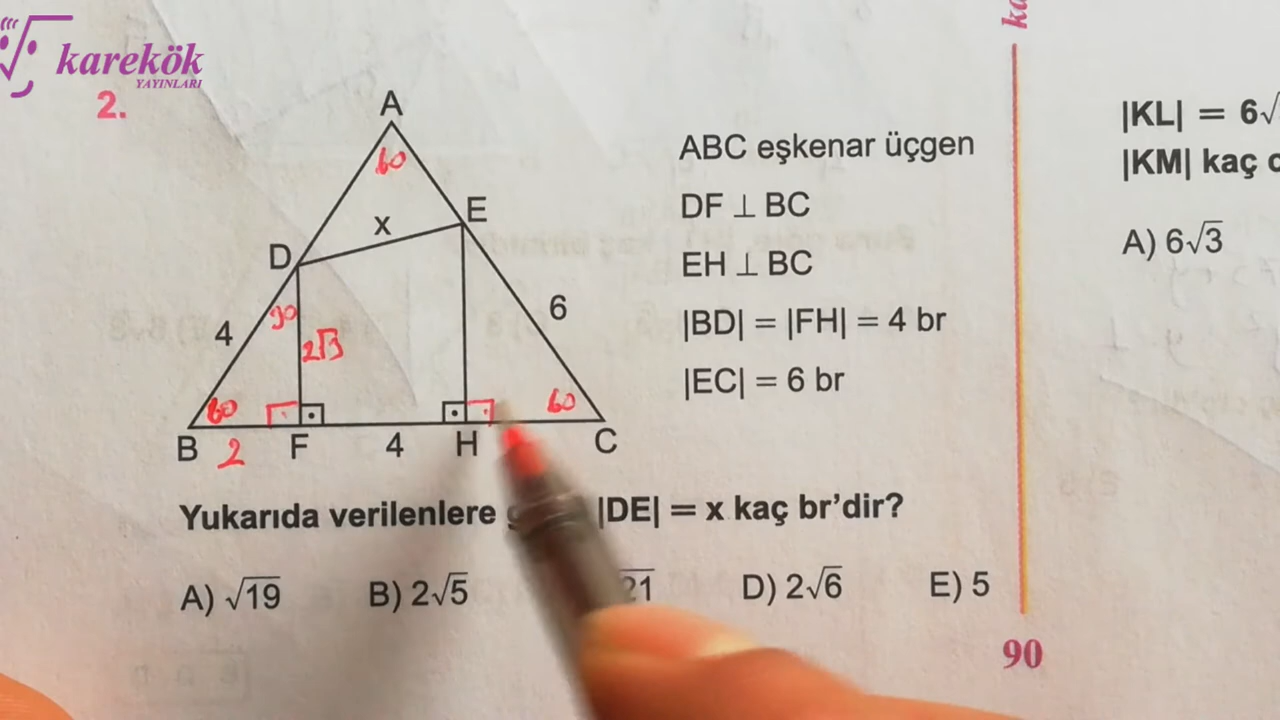 karekök
YAYINLARI
2.
A
60
E
x
D
30
4
2√3
6
60
60
B
2
F
4
H
C
ABC eşkenar üçgen
DF ⊥ BC
EH ⊥ BC
|BD| = |FH| = 4 br
|EC| = 6 br
Yukarıda verilenlere |DE| = x kaç br'dir?
A) √19 B) 2√5 21 D) 2√6 E) 5
90
|KL| = 6√
|KM| kaç
A) 6√3